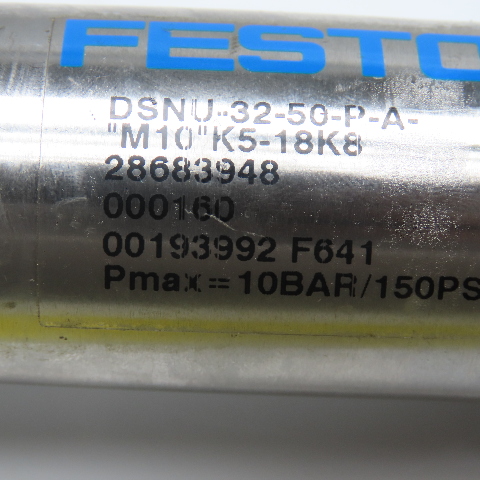 FESTO
DSNU-32-50-P-A-
"M10"K5-18K8
28683948
000160
00193992 F641
Pmax=10BAR/150PS